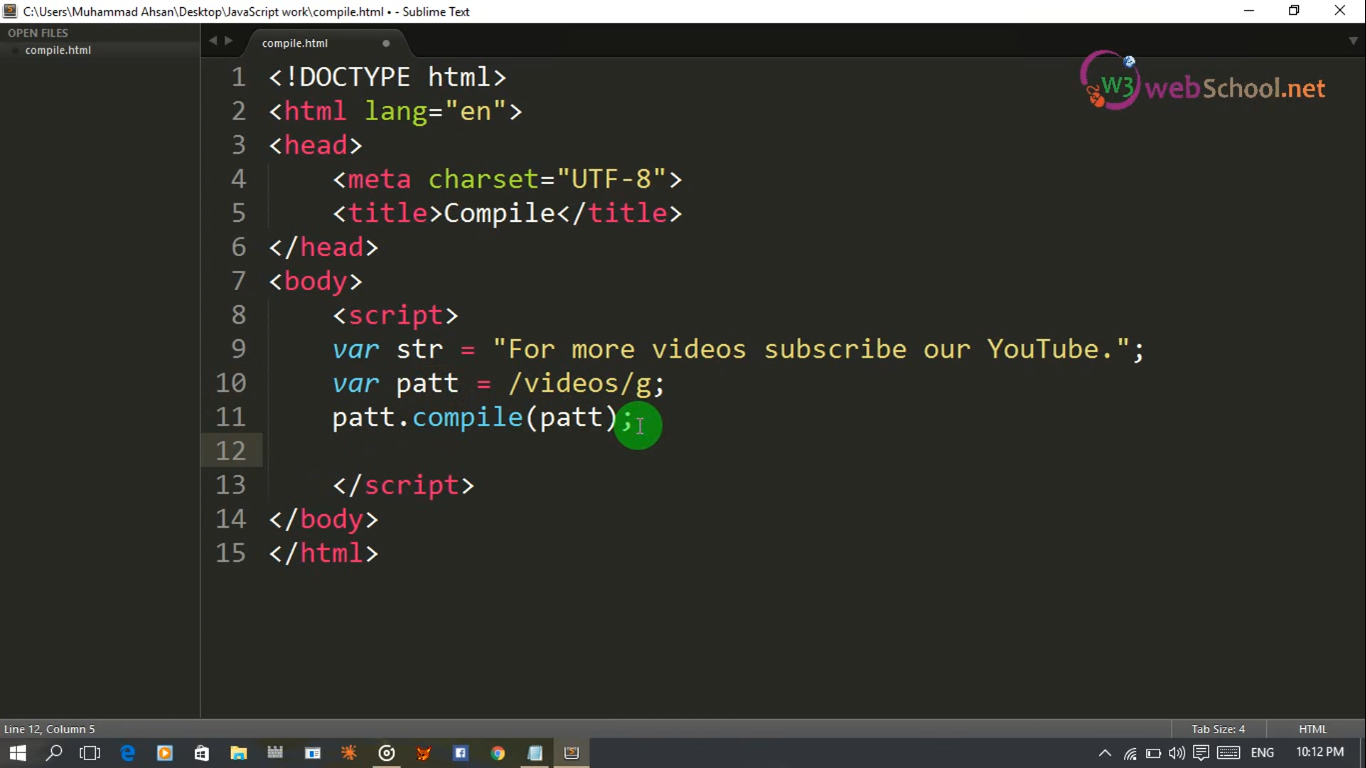 C:\Users\Muhammad Ahsan\Desktop\JavaScript work\compile.html • - Sublime Text
OPEN FILES
compile.html
compile.html
W3 webSchool.net
1 <!DOCTYPE html>
2 <html lang="en">
3 <head>
4 <meta charset="UTF-8">
5 <title>Compile</title>
6 </head>
7 <body>
8 <script>
9 var str = "For more videos subscribe our YouTube.";
10 var patt = /videos/g;
11 patt.compile(patt);
12
13 </script>
14 </body>
15 </html>
Line 12, Column 5
Tab Size: 4
HTML
ENG
10:12 PM